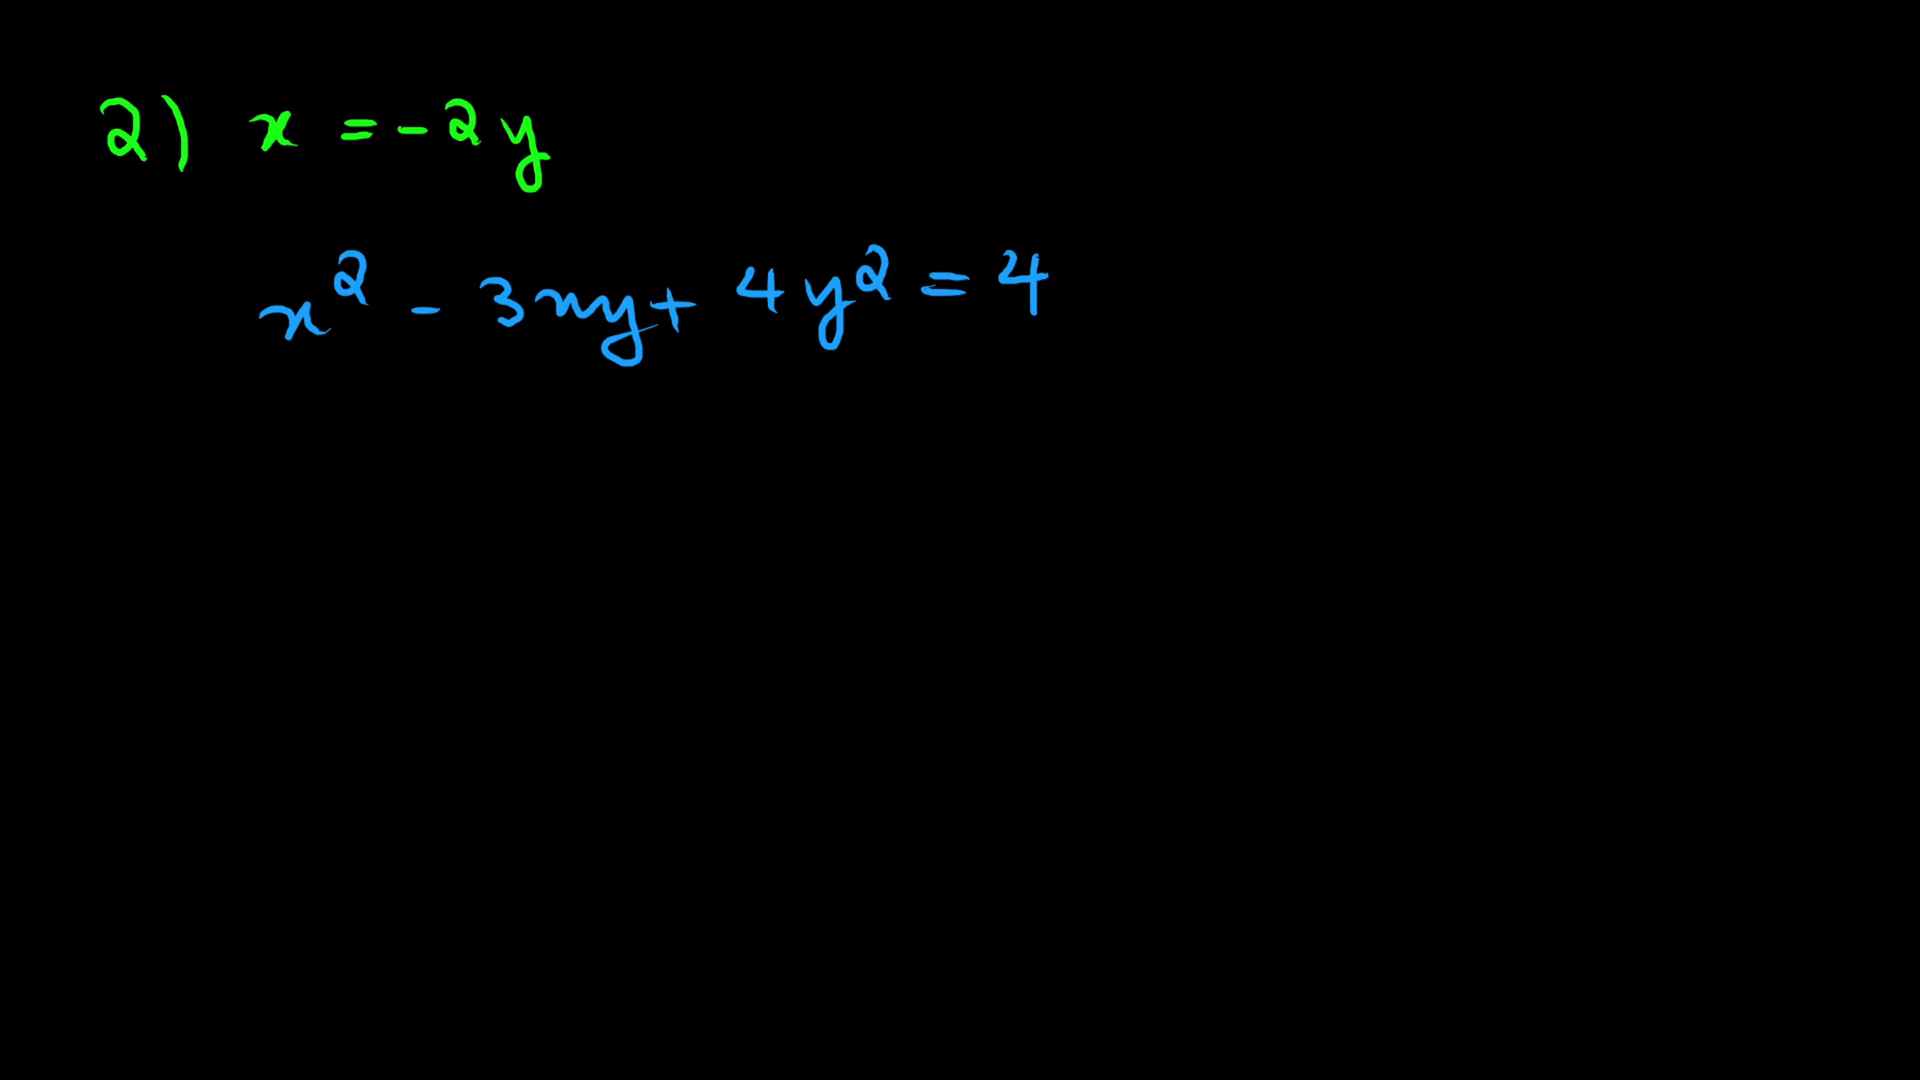 2) x = -2y
x² - 3xy + 4y² = 4